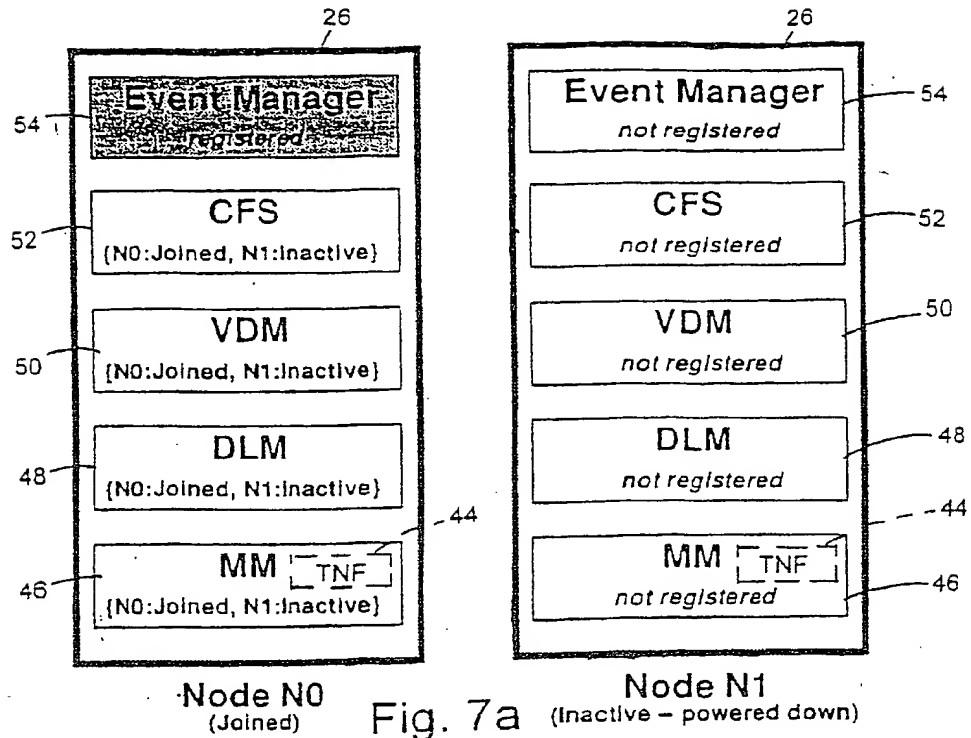 26
Event Manager
registered
54
CFS
{N0:Joined, N1:Inactive}
52
VDM
{N0:Joined, N1:Inactive}
50
DLM
{N0:Joined, N1:Inactive}
48
44
MM
TNF
{N0:Joined, N1:Inactive}
46
Node N0
(Joined)
26
Event Manager
not registered
54
CFS
not registered
52
VDM
not registered
50
DLM
not registered
48
44
MM
TNF
not registered
46
Node N1
(Inactive – powered down)
Fig. 7a